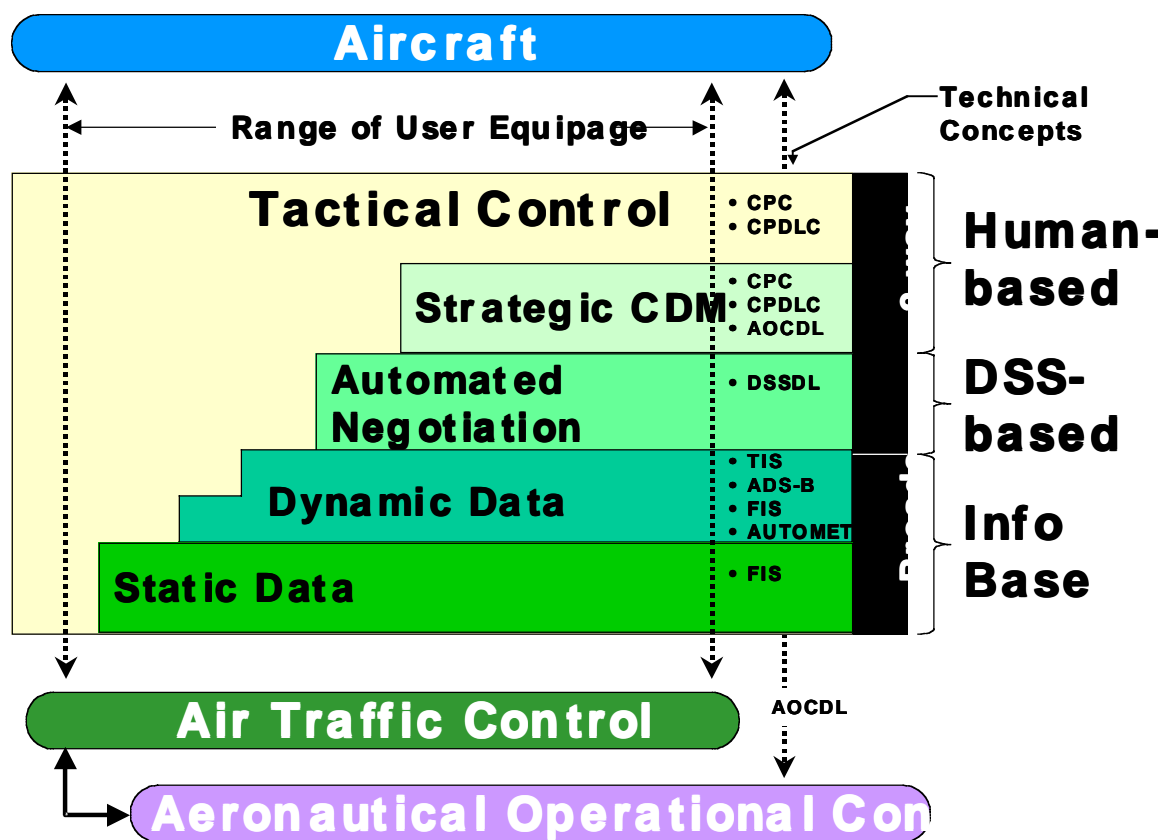 Aircraft
Range of User Equipage
Technical
Concepts
Tactical Control
• CPC
• CPDLC
Strategic CDM
• CPC
• CPDLC
• AOCDL
Human-
based
Automated
Negotiation
• DSSDL
DSS-
based
Dynamic Data
• TIS
• ADS-B
• FIS
• AUTOMET
Static Data
• FIS
Info
Base
Air Traffic Control
AOCDL
Aeronautical Operational Con